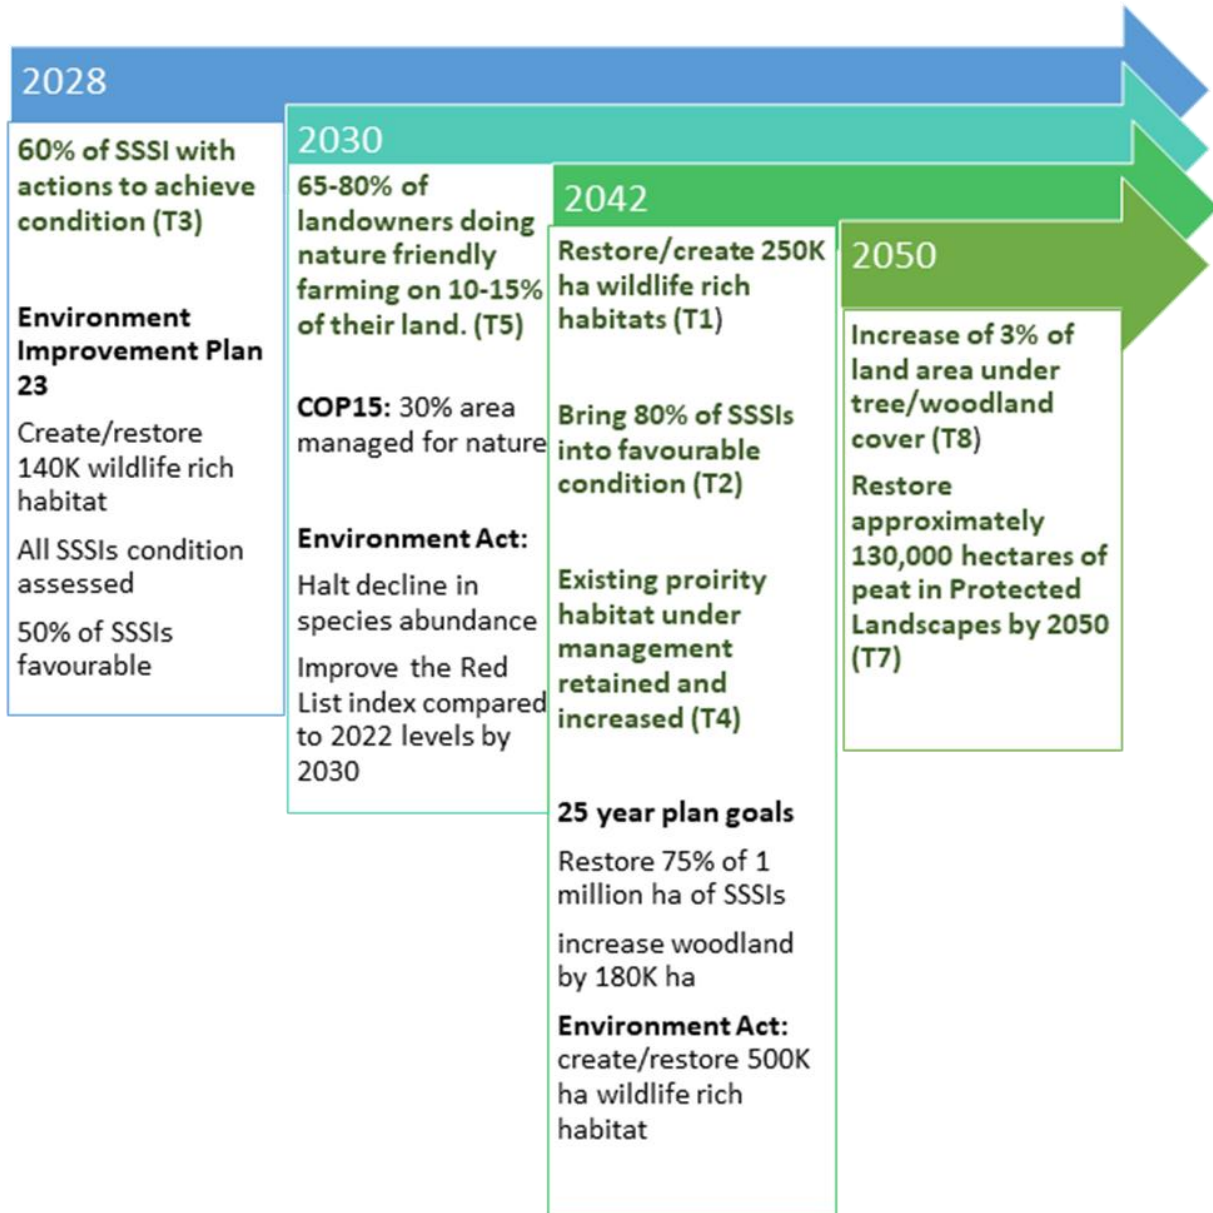 2028
60% of SSSI with
actions to achieve
condition (T3)
Environment
Improvement Plan
23
Create/restore
140K wildlife rich
habitat
All SSSIs condition
assessed
50% of SSSIs
favourable
2030
65-80% of
landowners doing
nature friendly
farming on 10-15%
of their land. (T5)
COP15: 30% area
managed for nature
Environment Act:
Halt decline in
species abundance
Improve the Red
List index compared
to 2022 levels by
2030
2042
Restore/create 250K
ha wildlife rich
habitats (T1)
Bring 80% of SSSIs
into favourable
condition (T2)
Existing proirity
habitat under
management
retained and
increased (T4)
25 year plan goals
Restore 75% of 1
million ha of SSSIs
increase woodland
by 180K ha
Environment Act:
create/restore 500K
ha wildlife rich
habitat
2050
Increase of 3% of
land area under
tree/woodland
cover (T8)
Restore
approximately
130,000 hectares of
peat in Protected
Landscapes by 2050
(T7)